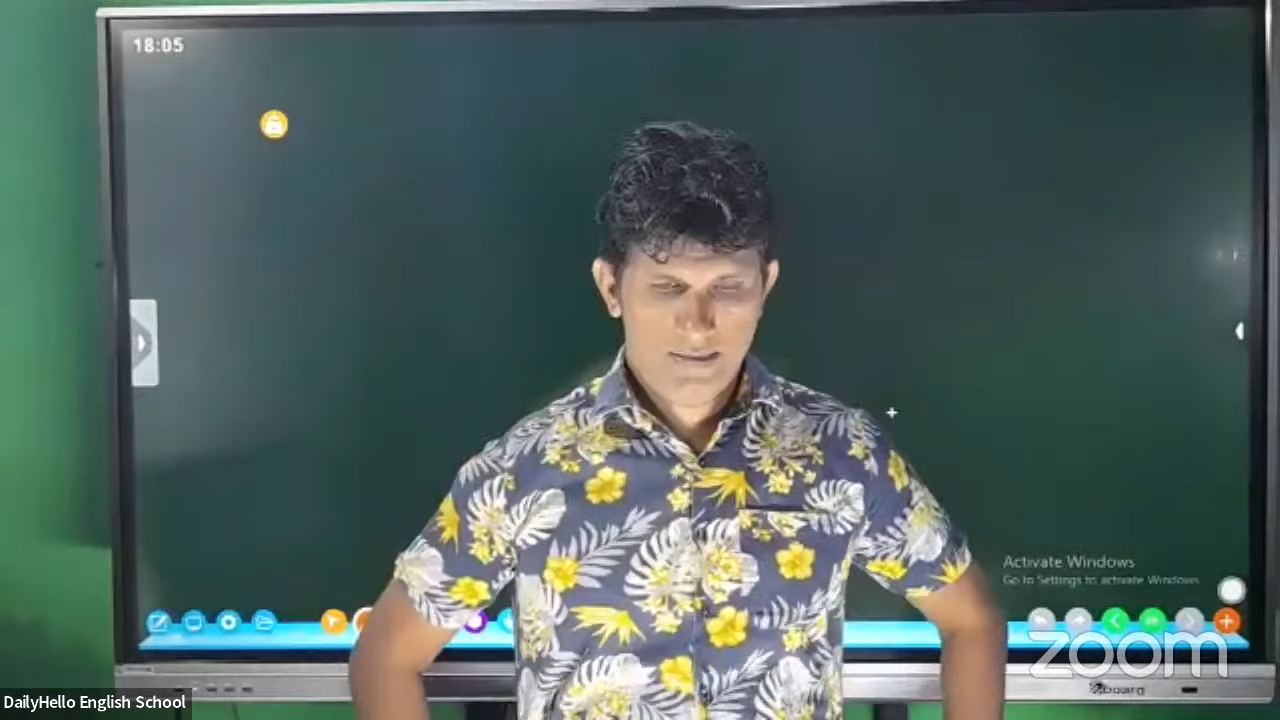 18:05
Activate Windows
Go to Settings to activate Windows.
zoom
DailyHello English School